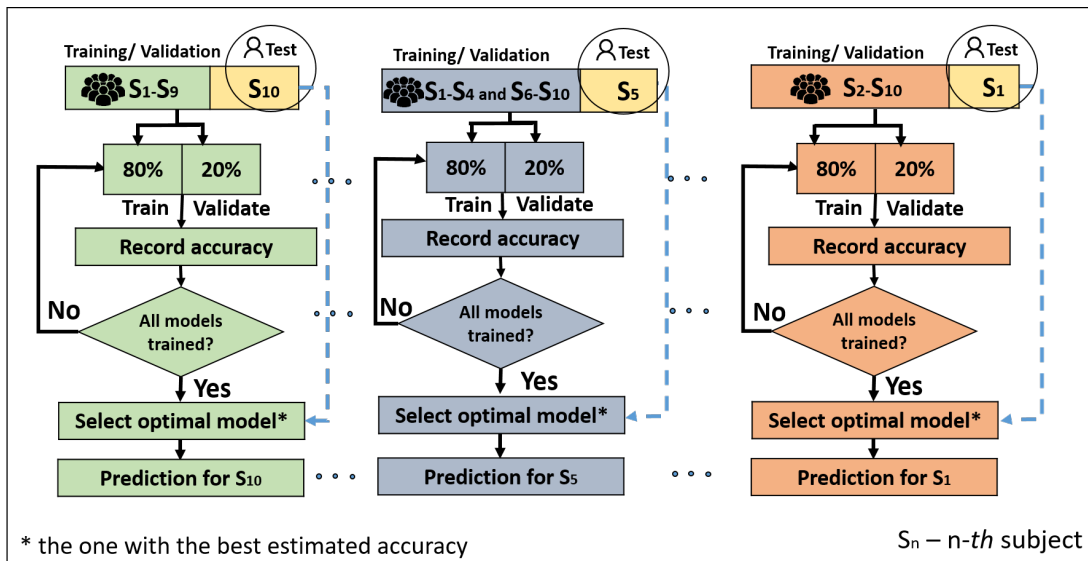 Training/ Validation
Test
S1-S9
S10
80%
20%
Train
Validate
Record accuracy
No
All models
trained?
Yes
Select optimal model*
Prediction for S10
Training/ Validation
Test
S1-S4 and S6-S10
S5
80%
20%
Train
Validate
Record accuracy
No
All models
trained?
Yes
Select optimal model*
Prediction for S5
Training/ Validation
Test
S2-S10
S1
80%
20%
Train
Validate
Record accuracy
No
All models
trained?
Yes
Select optimal model*
Prediction for S1
* the one with the best estimated accuracy
Sn – n-th subject